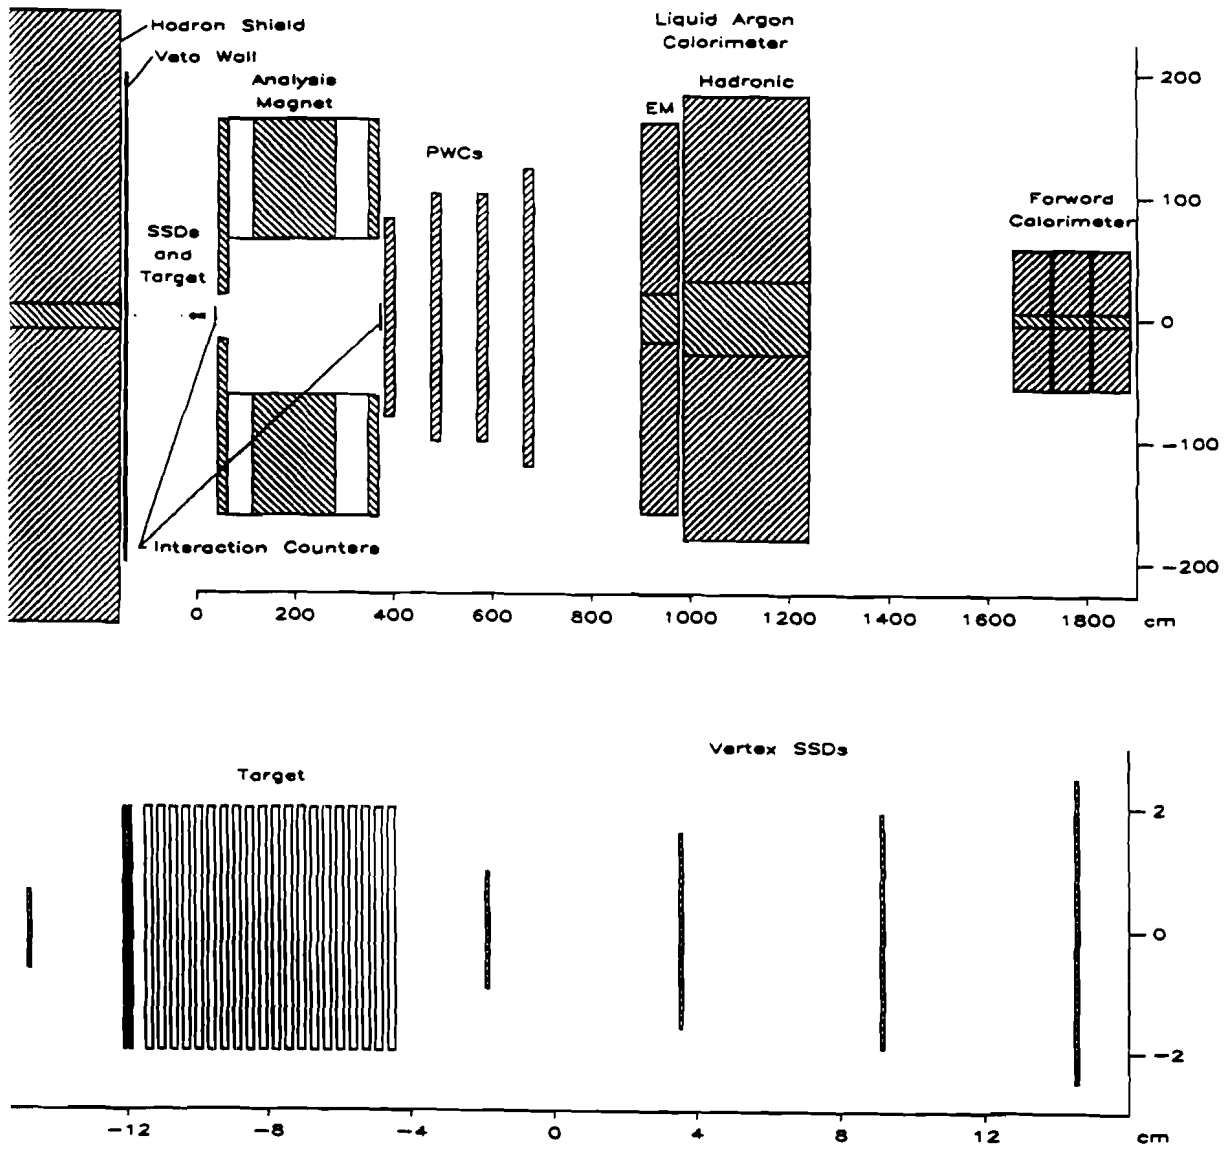 Hadron Shield
Veto Wall
Analysis
Magnet
SSDs
and
Target
PWCs
Liquid Argon
Calorimeter
EM
Hadronic
Forward
Calorimeter
Interaction Counters
200
100
0
-100
-200
0 200 400 600 800 1000 1200 1400 1600 1800 cm
Target
Vertex SSDs
2
0
-2
-12 -8 -4 0 4 8 12 cm